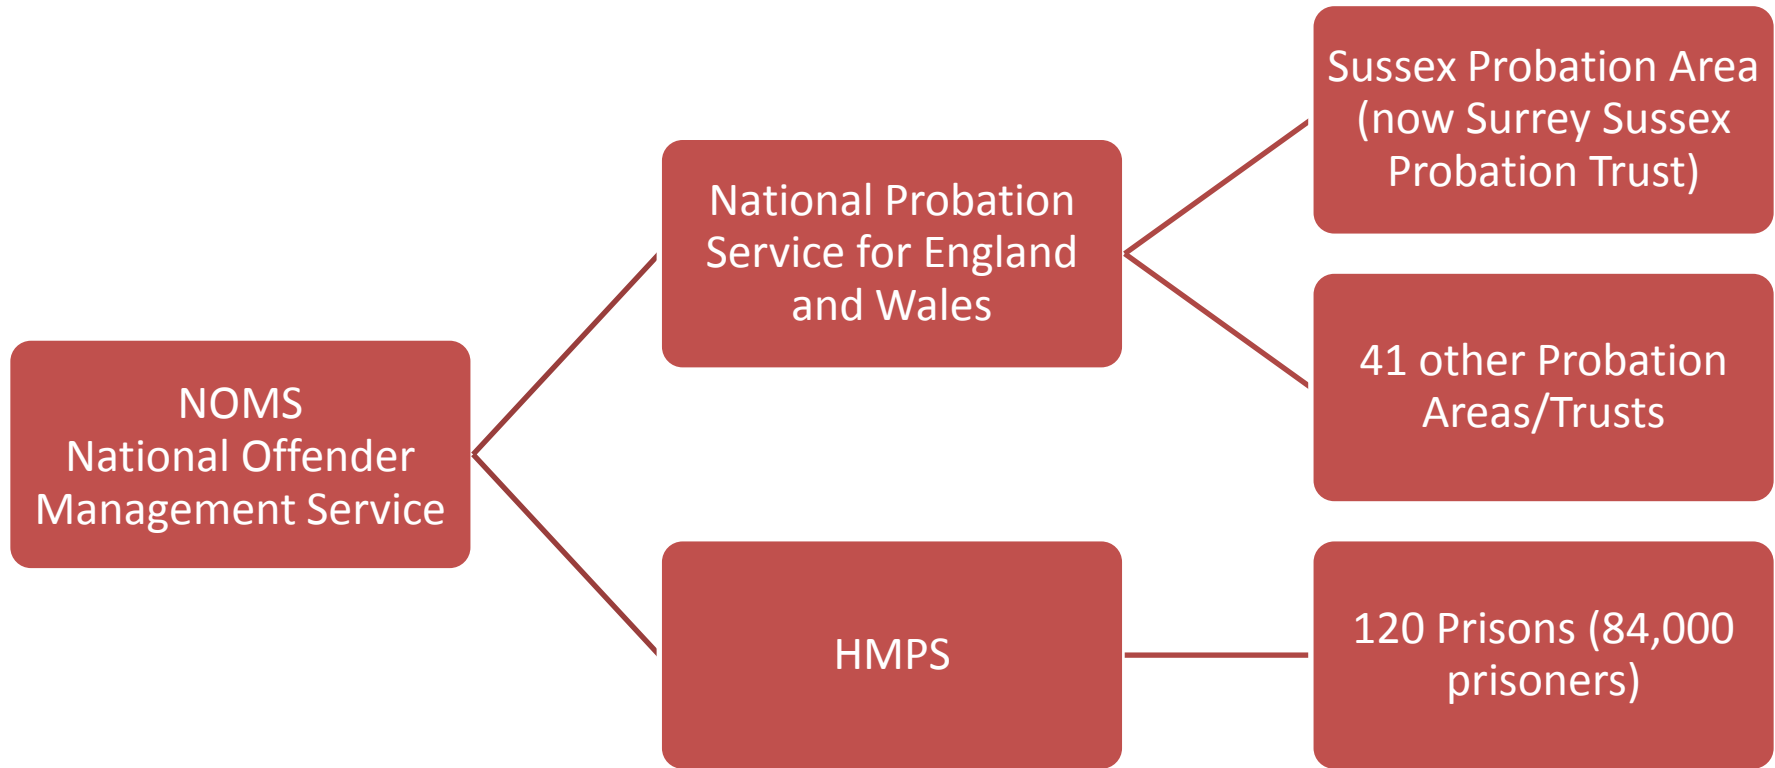 NOMS
National Offender
Management Service
National Probation
Service for England
and Wales
HMPS
Sussex Probation Area
(now Surrey Sussex
Probation Trust)
41 other Probation
Areas/Trusts
120 Prisons (84,000
prisoners)